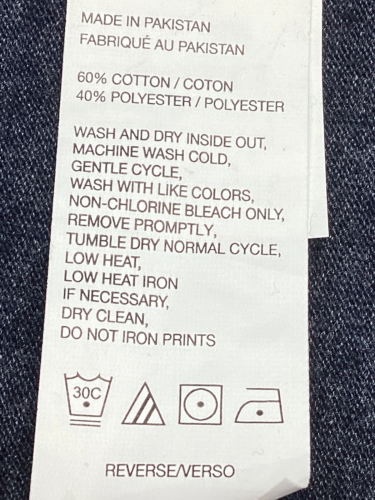 MADE IN PAKISTAN
FABRIQUÉ AU PAKISTAN
60% COTTON / COTON
40% POLYESTER / POLYESTER
WASH AND DRY INSIDE OUT,
MACHINE WASH COLD,
GENTLE CYCLE,
WASH WITH LIKE COLORS,
NON-CHLORINE BLEACH ONLY,
REMOVE PROMPTLY,
TUMBLE DRY NORMAL CYCLE,
LOW HEAT,
LOW HEAT IRON
IF NECESSARY,
DRY CLEAN,
DO NOT IRON PRINTS
30C
REVERSE/VERSO